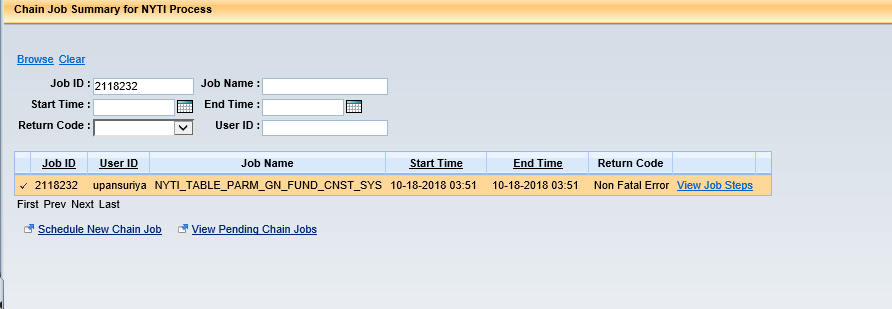 Chain Job Summary for NYTI Process
Browse Clear
Job ID : 2118232 Job Name :
Start Time : End Time :
Return Code : User ID :
Job ID User ID Job Name Start Time End Time Return Code
✓ 2118232 upansuriya NYTI_TABLE_PARM_GN_FUND_CNST_SYS 10-18-2018 03:51 10-18-2018 03:51 Non Fatal Error View Job Steps
First Prev Next Last
Schedule New Chain Job View Pending Chain Jobs